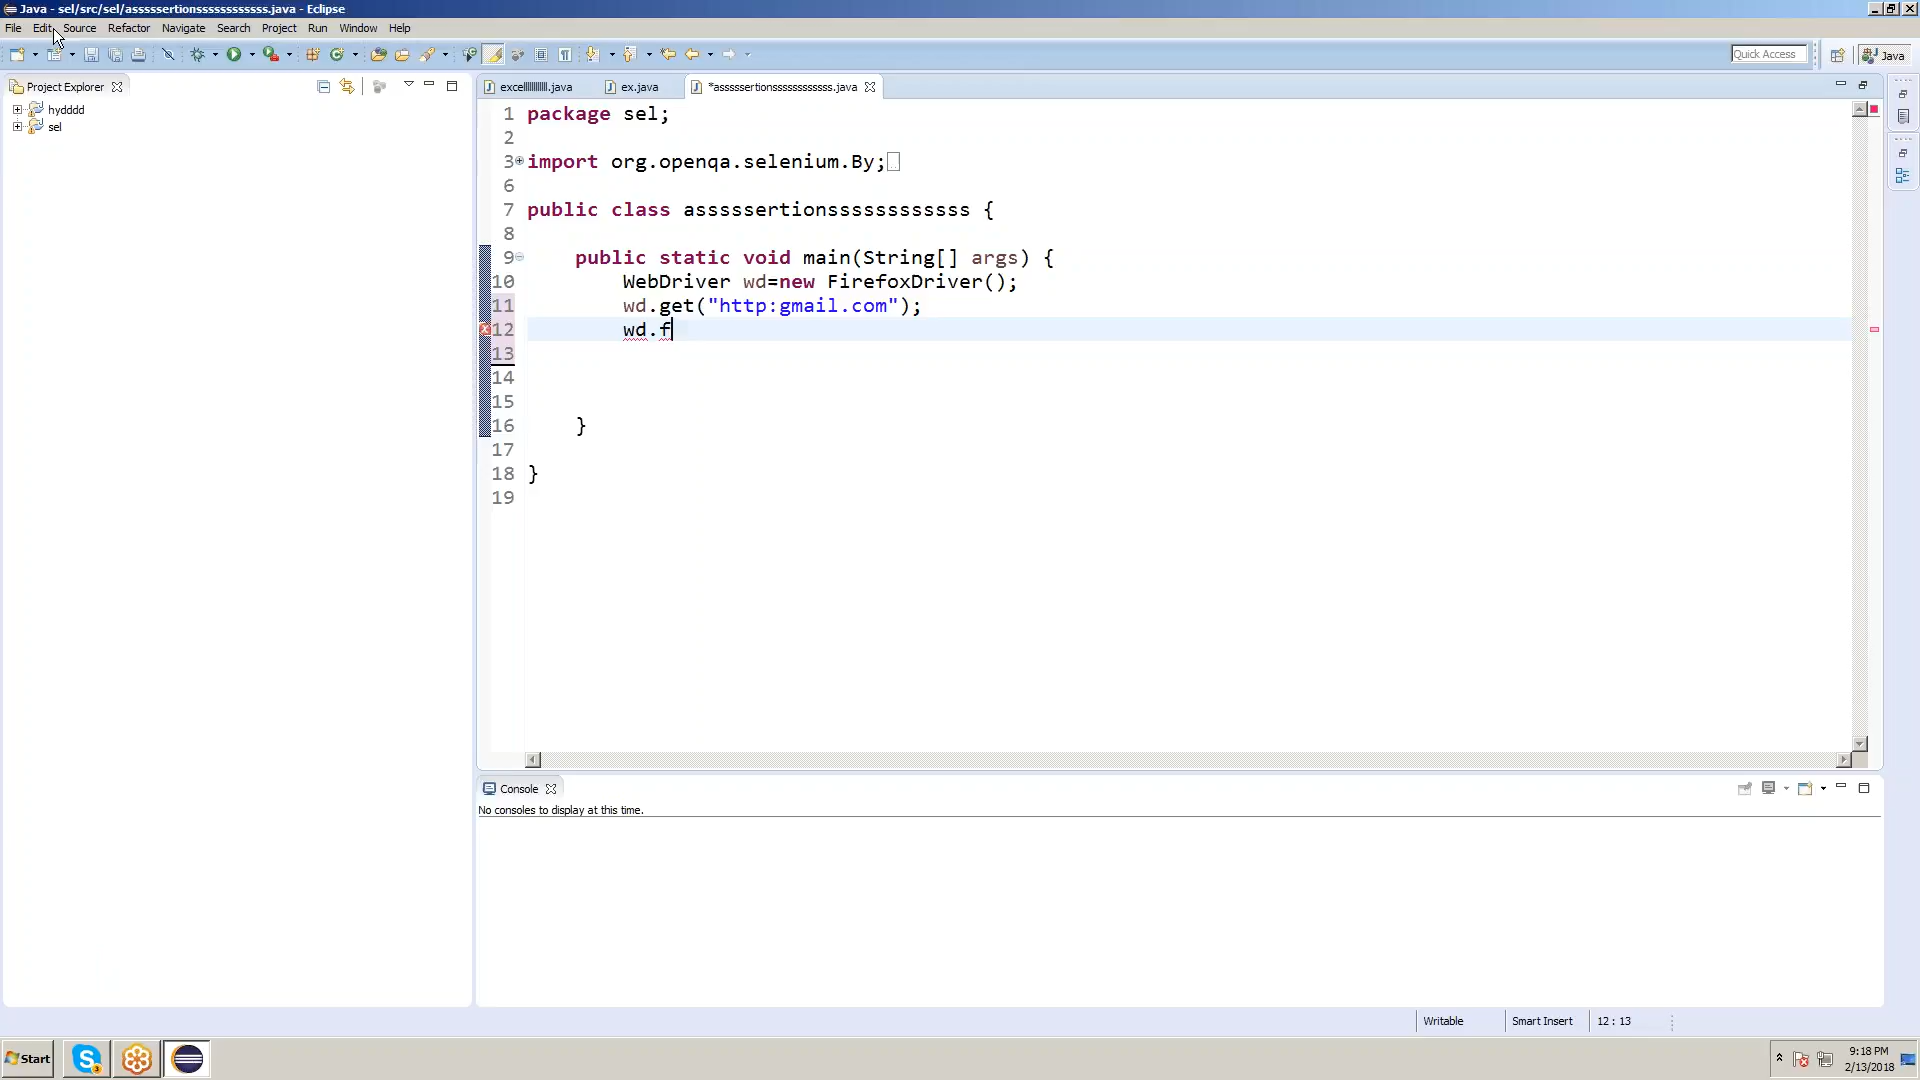 Java - sel/src/sel/asssssertionssssssssssss.java - Eclipse
File Edit Source Refactor Navigate Search Project Run Window Help
Quick Access
Java
Project Explorer
hydddd
sel
ex.java
1 package sel;
2
3 import org.openqa.selenium.By;
6
7 public class asssssertionssssssssssss {
8
9 public static void main(String[] args) {
10 WebDriver wd=new FirefoxDriver();
11 wd.get("http:gmail.com");
12 wd.f
13
14
15
16 }
17
18 }
19
Console
No consoles to display at this time.
Writable Smart Insert 12 : 13
Start
9:18 PM
2/13/2018